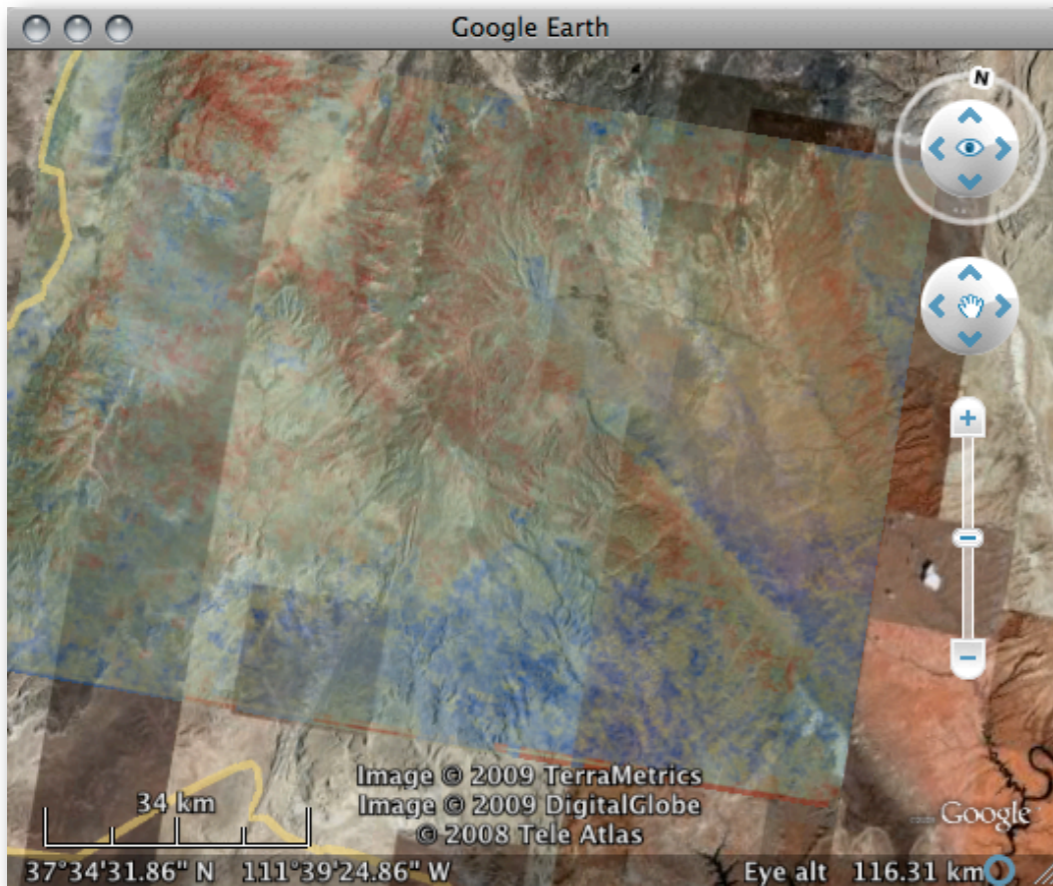 Google Earth
N
Image © 2009 TerraMetrics
Image © 2009 DigitalGlobe
© 2008 Tele Atlas
34 km
Google
37°34'31.86" N 111°39'24.86" W
Eye alt 116.31 km